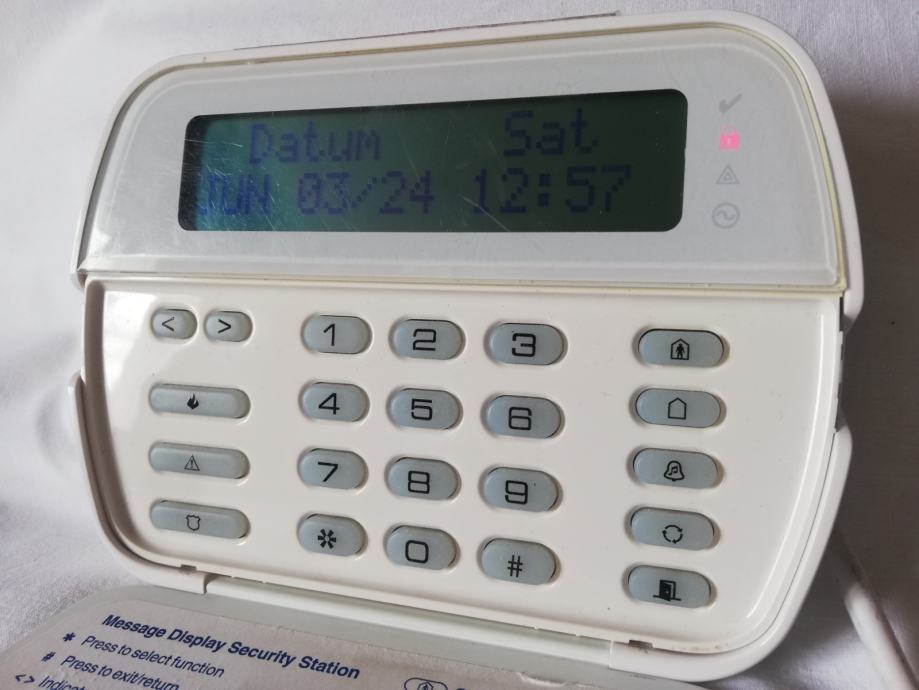 Datum Sat
JUN 03/24 12:57
< > 1 2 3
4 5 6
7 8 9
* 0 #
Message Display Security Station
* Press to select function
# Press to exit/return
<>